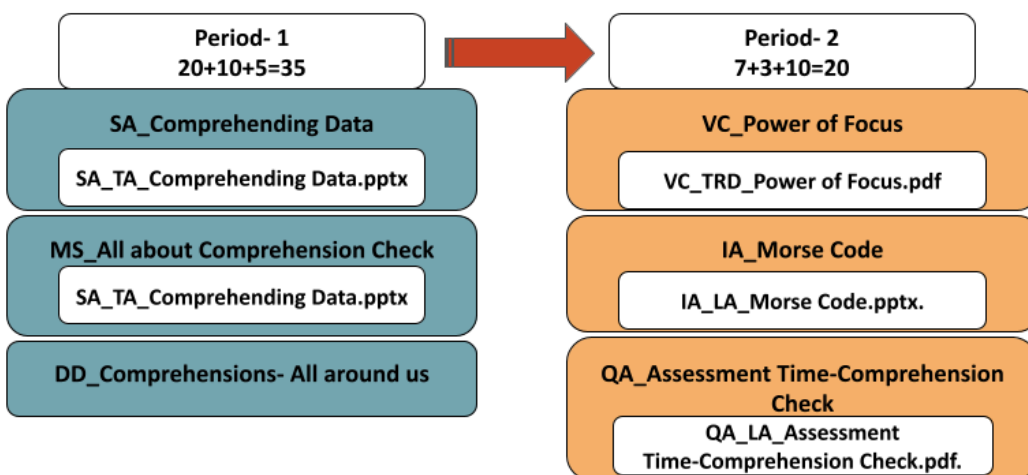 Period- 1
20+10+5=35
SA_Comprehending Data
SA_TA_Comprehending Data.pptx
MS_All about Comprehension Check
SA_TA_Comprehending Data.pptx
DD_Comprehensions- All around us
Period- 2
7+3+10=20
VC_Power of Focus
VC_TRD_Power of Focus.pdf
IA_Morse Code
IA_LA_Morse Code.pptx.
QA_Assessment Time-Comprehension
Check
QA_LA_Assessment
Time-Comprehension Check.pdf.